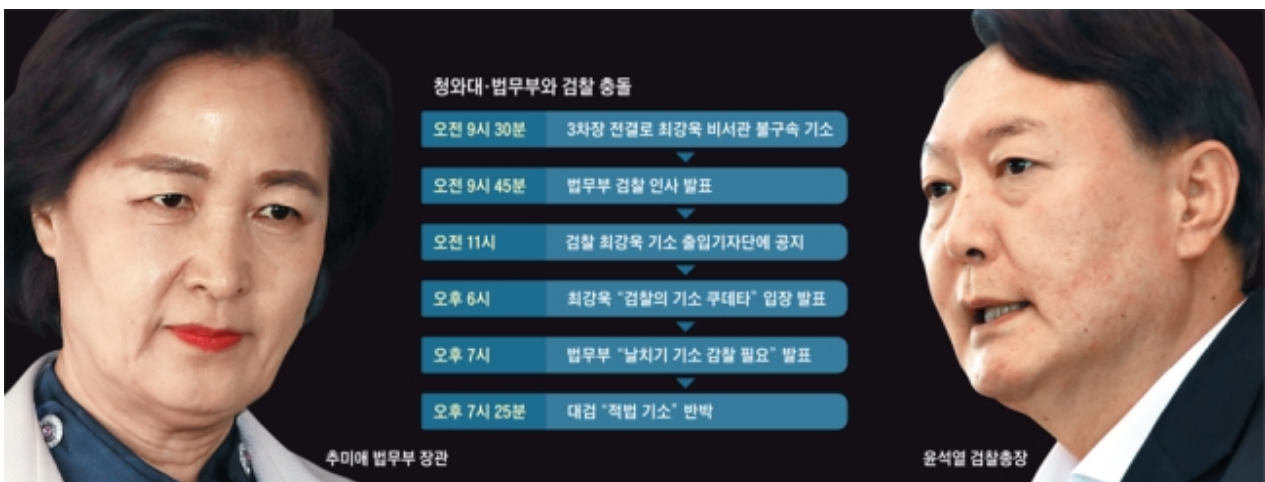 청와대·법무부와 검찰 충돌
오전 9시 30분 3차장 전결로 최강욱 비서관 불구속 기소
오전 9시 45분 법무부 검찰 인사 발표
오전 11시 검찰 최강욱 기소 출입기자단에 공지
오후 6시 최강욱 “검찰의 기소 쿠데타” 입장 발표
오후 7시 법무부 “날치기 기소 감찰 필요” 발표
오후 7시 25분 대검 “적법 기소” 반박
추미애 법무부 장관
윤석열 검찰총장